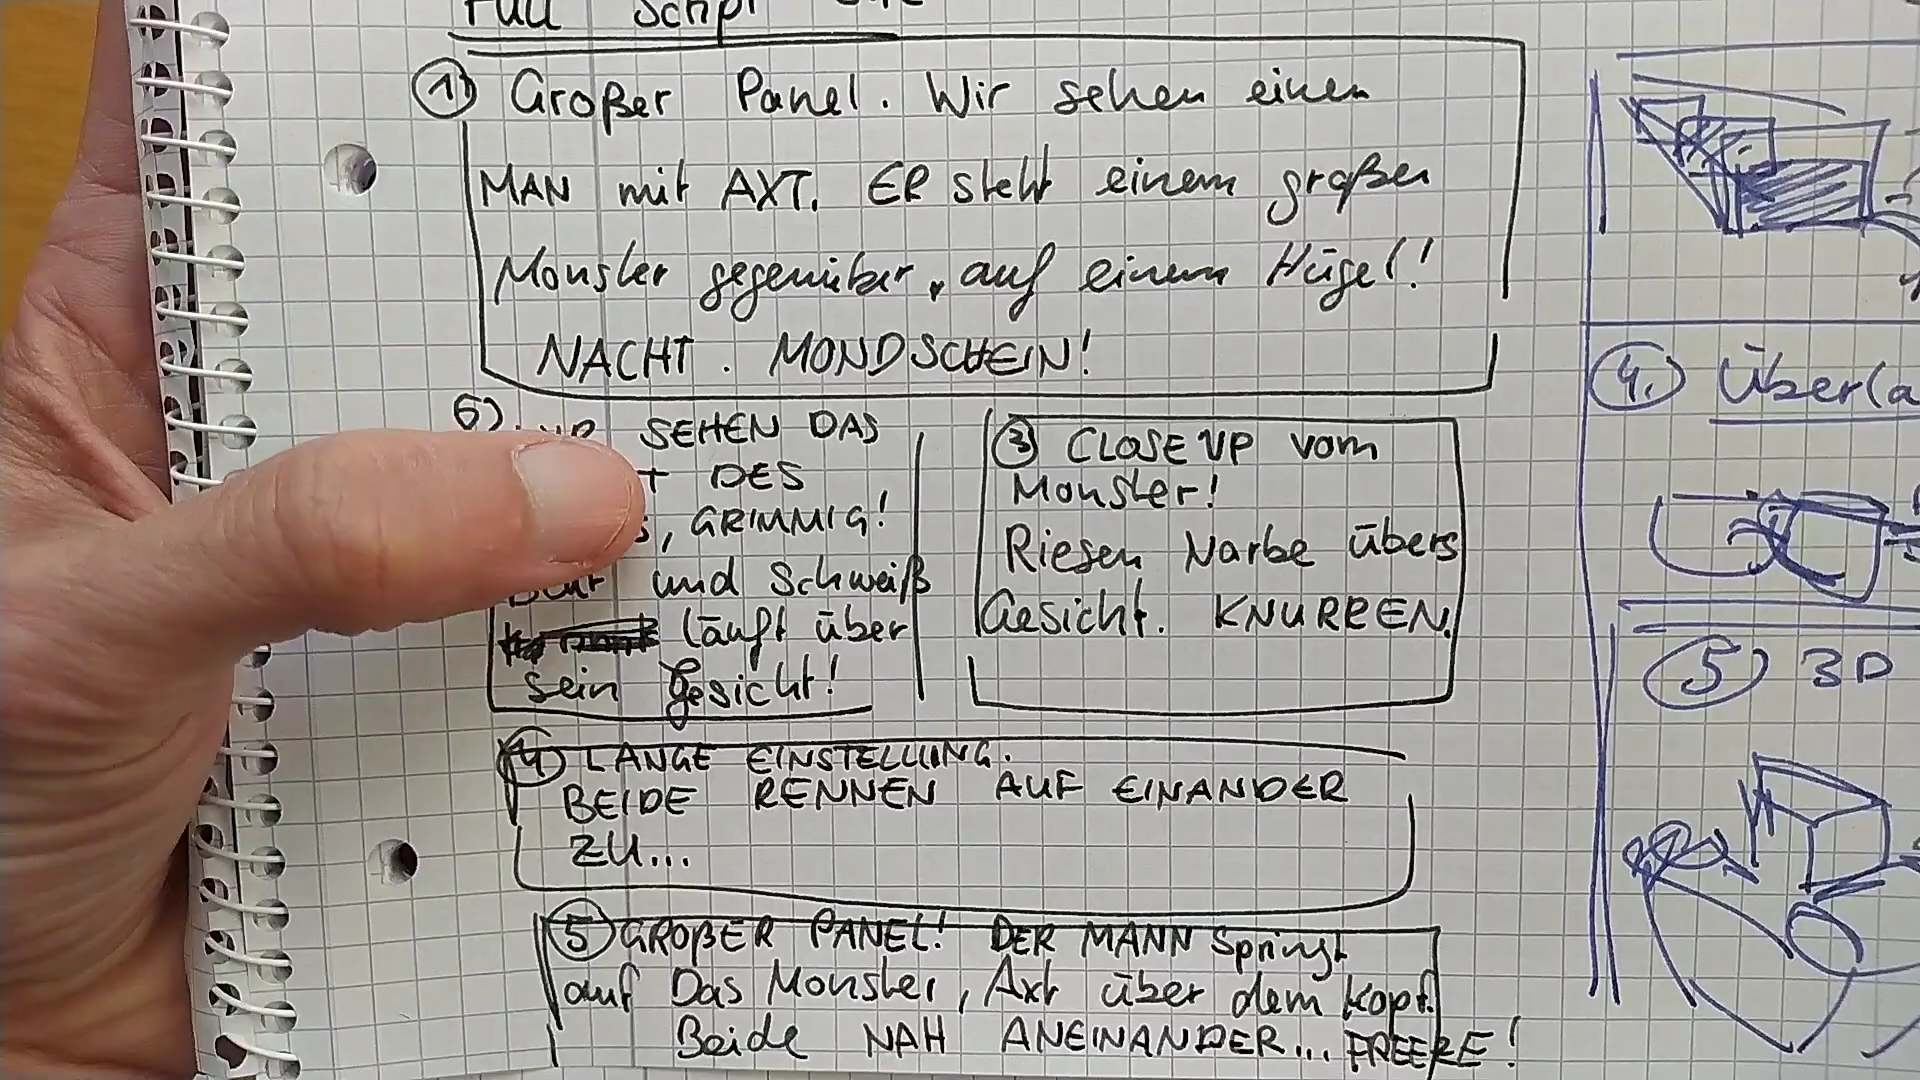 Full Script
① Großer Panel. Wir sehen einen
MAN mit AXT. ER steht einem großen
Monster gegenüber, auf einem Hügel!
NACHT. MONDSCHEIN!
SEHEN DAS
DES
, GRIMMIG!
und Schweiß
läuft über
sein Gesicht!
③ CLOSE UP vom
Monster!
Riesen Narbe übers
Gesicht. KNURREN.
④ LANGE EINSTELLUNG.
BEIDE RENNEN AUF EINANDER
ZU...
⑤ GROßER PANEL! DER MANN springt
auf Das Monster, Axt über dem Kopf.
Beide NAH ANEINANDER... FREEZE!
4.
⑤ 3D